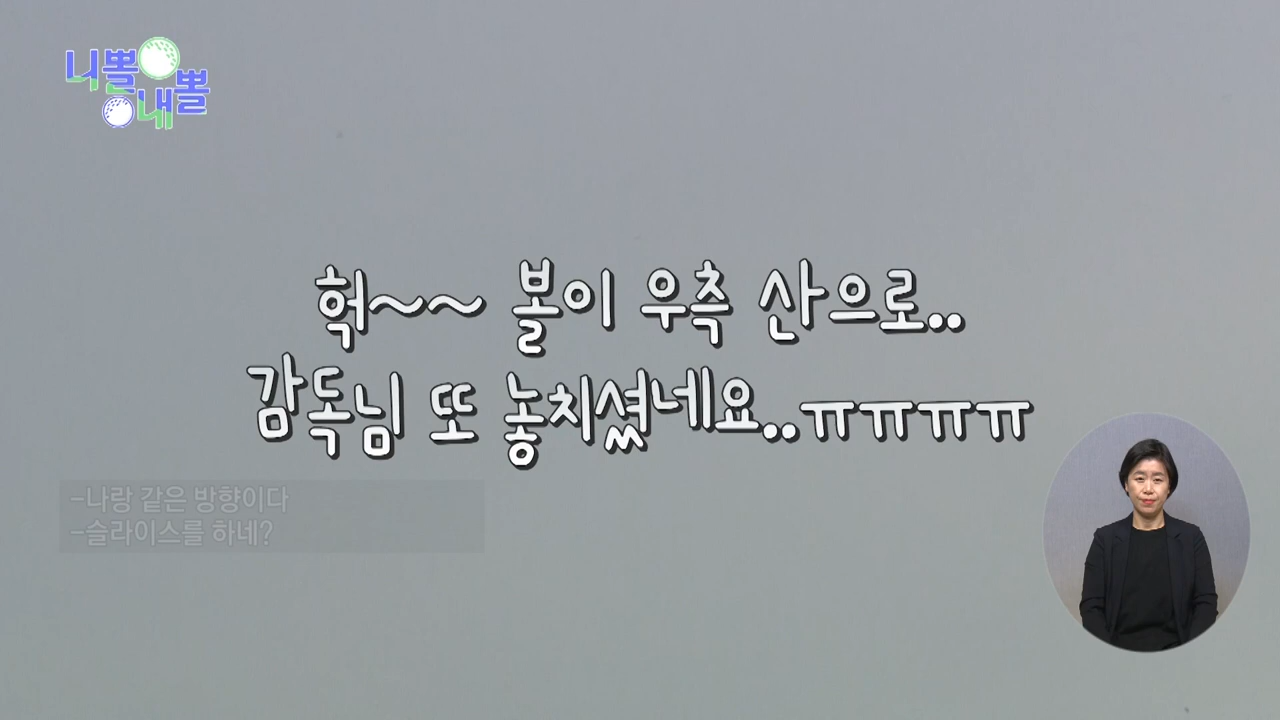 니뽈
내뽈
헉~~ 볼이 우측 산으로..
감독님 또 놓치셨네요..ㅠㅠㅠㅠ
-나랑 같은 방향이다
-슬라이스를 하네?